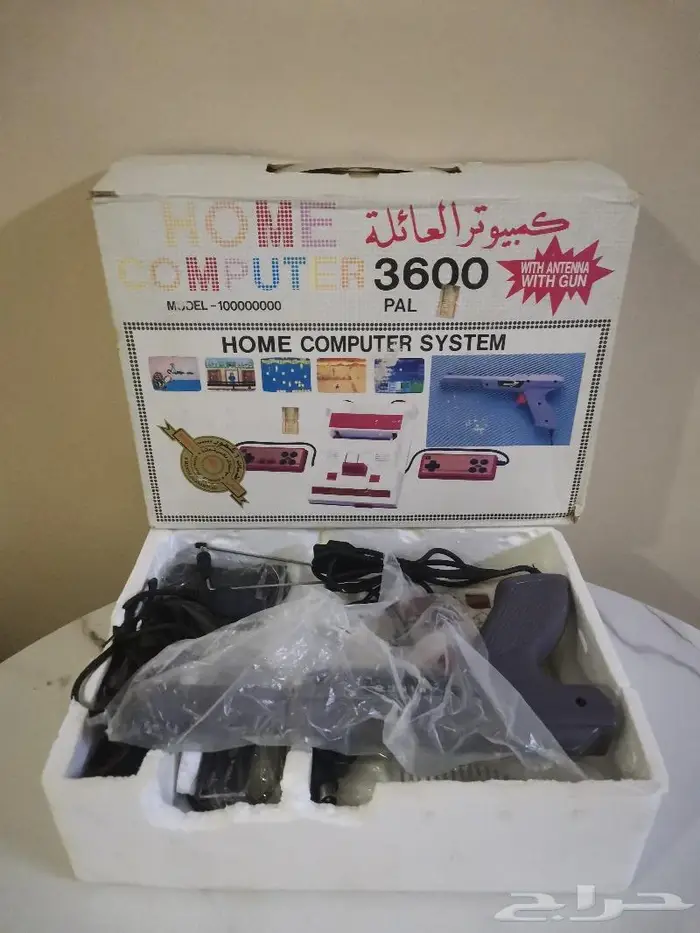 HOME كمبيوتر العائلة
COMPUTER 3600
WITH ANTENNA
WITH GUN
MODEL-100000000
PAL
HOME COMPUTER SYSTEM
حراج